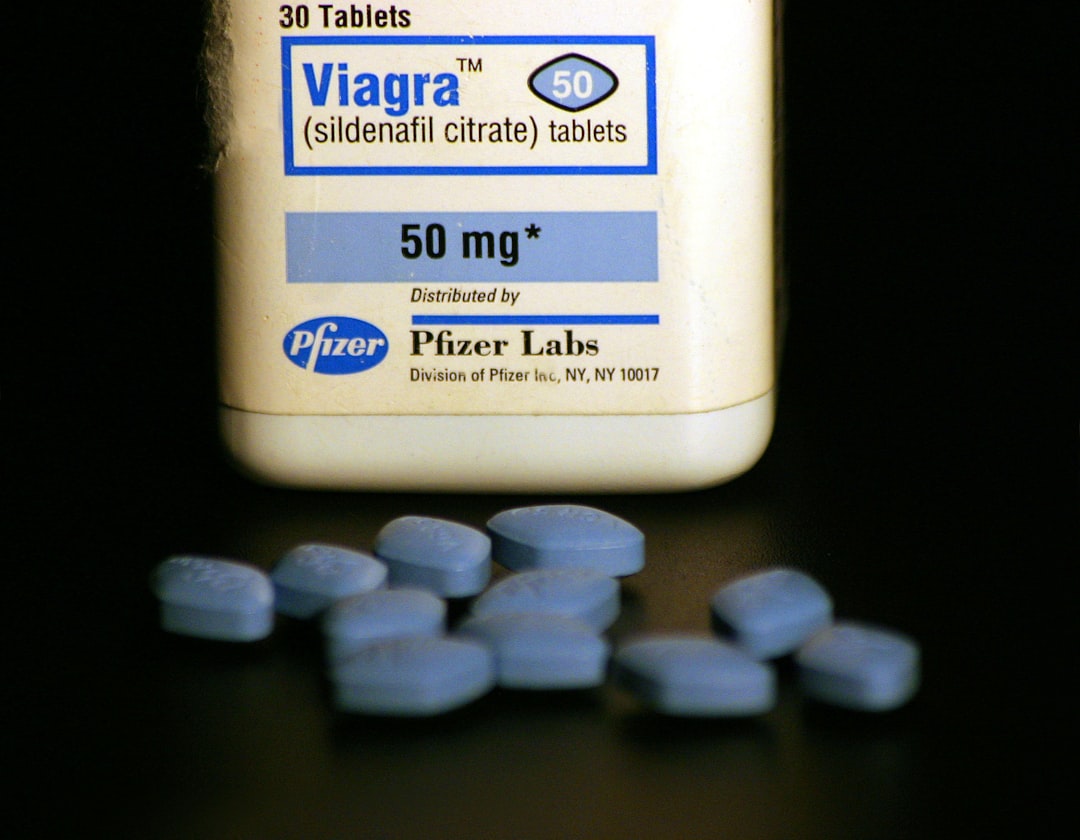 30 Tablets
Viagra™
50
(sildenafil citrate) tablets
50 mg*
Distributed by
Pfizer
Pfizer Labs
Division of Pfizer Inc, NY, NY 10017